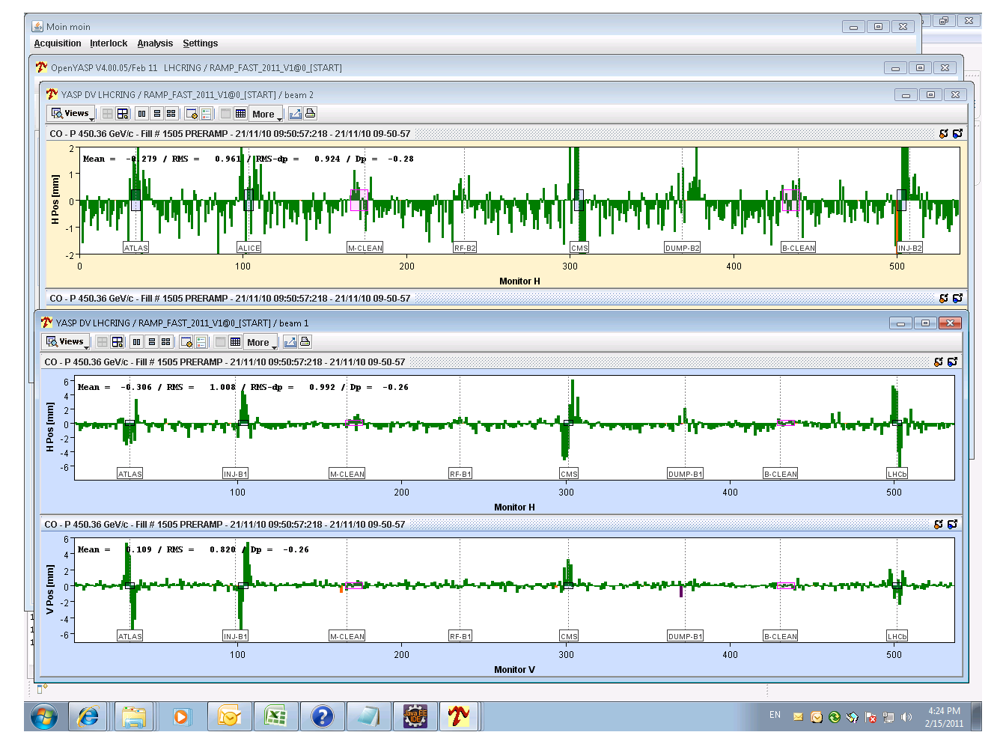 Moin moin
Acquisition Interlock Analysis Settings
OpenYASP V4.00.05/Feb 11 LHCRING / RAMP_FAST_2011_V1@0_[START]
YASP DV LHCRING / RAMP_FAST_2011_V1@0_[START] / beam 2
Views More
CO - P 450.36 GeV/c - Fill # 1505 PRERAMP - 21/11/10 09:50:57:218 - 21/11/10 09-50-57
Mean = -0.279 / RMS = 0.961 / RMS-dp = 0.924 / Dp = -0.28
H Pos [mm]
2
1
0
-1
-2
ATLAS ALICE M-CLEAN RF-B2 CMS DUMP-B2 B-CLEAN INJ-B2
0 100 200 300 400 500
Monitor H
CO - P 450.36 GeV/c - Fill # 1505 PRERAMP - 21/11/10 09:50:57:218 - 21/11/10 09-50-57
YASP DV LHCRING / RAMP_FAST_2011_V1@0_[START] / beam 1
Views More
CO - P 450.36 GeV/c - Fill # 1505 PRERAMP - 21/11/10 09:50:57:218 - 21/11/10 09-50-57
Mean = -0.306 / RMS = 1.008 / RMS-dp = 0.992 / Dp = -0.26
H Pos [mm]
6
4
2
0
-2
-4
-6
ATLAS INJ-B1 M-CLEAN RF-B1 CMS DUMP-B1 B-CLEAN LHCb
100 200 300 400 500
Monitor H
CO - P 450.36 GeV/c - Fill # 1505 PRERAMP - 21/11/10 09:50:57:218 - 21/11/10 09-50-57
Mean = 0.109 / RMS = 0.820 / Dp = -0.26
V Pos [mm]
6
4
2
0
-2
-4
-6
ATLAS INJ-B1 M-CLEAN RF-B1 CMS DUMP-B1 B-CLEAN LHCb
100 200 300 400 500
Monitor V
Java EE
IDE
EN
4:24 PM
2/15/2011